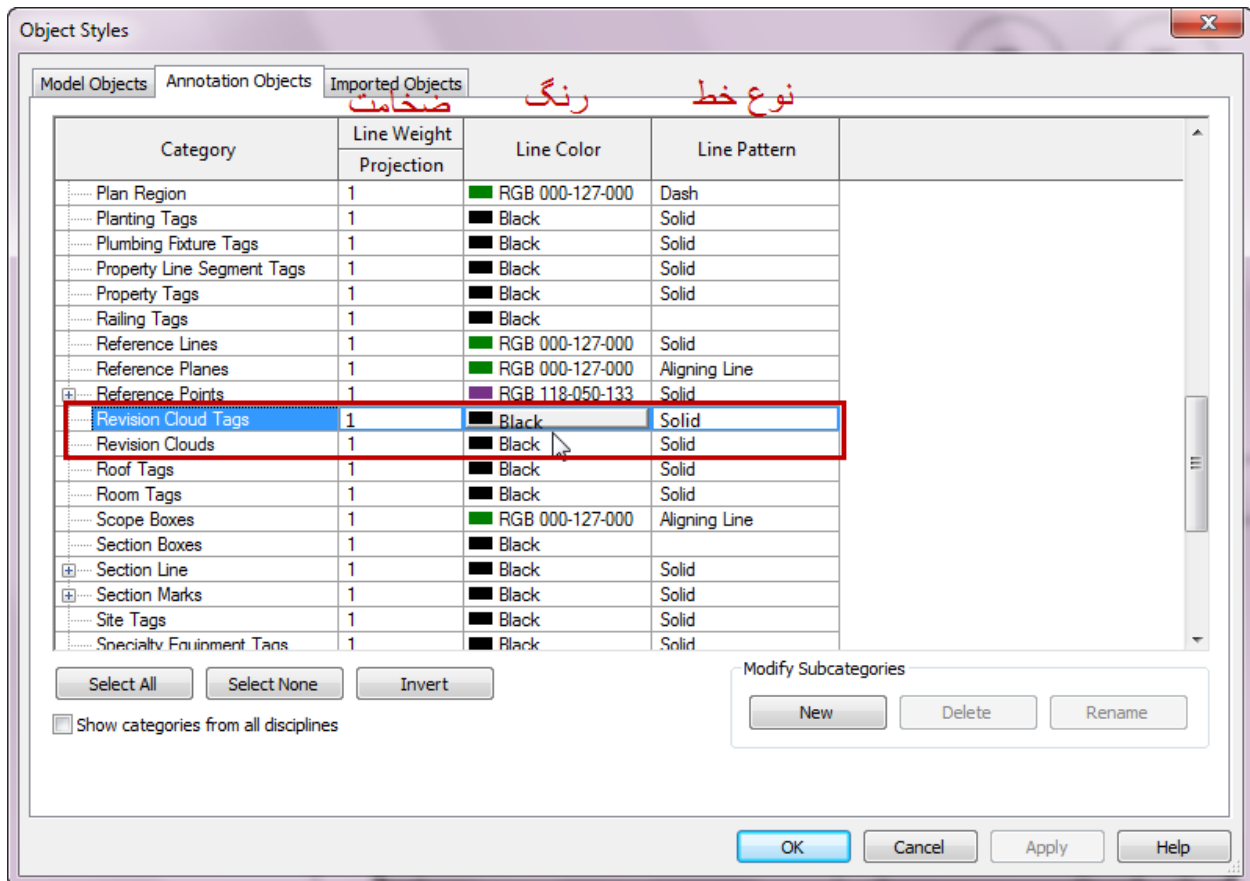 Object Styles
Model Objects Annotation Objects Imported Objects
ضخامت رنگ نوع خط
Category Line Weight Line Color Line Pattern
Projection
Plan Region 1 RGB 000-127-000 Dash
Planting Tags 1 Black Solid
Plumbing Fixture Tags 1 Black Solid
Property Line Segment Tags 1 Black Solid
Property Tags 1 Black Solid
Railing Tags 1 Black
Reference Lines 1 RGB 000-127-000 Solid
Reference Planes 1 RGB 000-127-000 Aligning Line
Reference Points 1 RGB 118-050-133 Solid
Revision Cloud Tags 1 Black Solid
Revision Clouds 1 Black Solid
Roof Tags 1 Black Solid
Room Tags 1 Black Solid
Scope Boxes 1 RGB 000-127-000 Aligning Line
Section Boxes 1 Black
Section Line 1 Black Solid
Section Marks 1 Black Solid
Site Tags 1 Black Solid
Specialty Equipment Tags 1 Black Solid
Select All Select None Invert
Modify Subcategories
New Delete Rename
Show categories from all disciplines
OK Cancel Apply Help